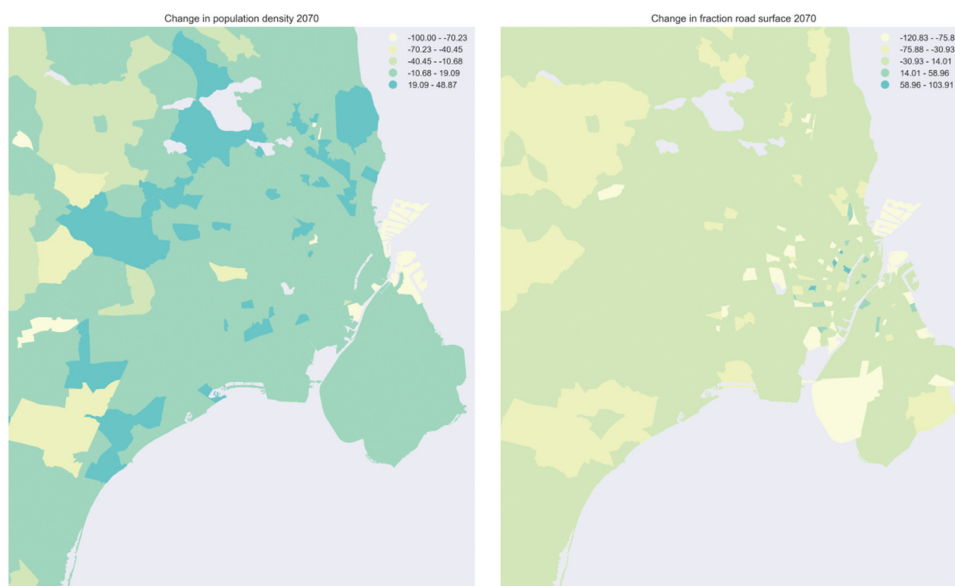 Change in population density 2070
-100.00 - -70.23
-70.23 - -40.45
-40.45 - -10.68
-10.68 - 19.09
19.09 - 48.87
Change in fraction road surface 2070
-120.83 - -75.8
-75.88 - -30.93
-30.93 - 14.01
14.01 - 58.96
58.96 - 103.91